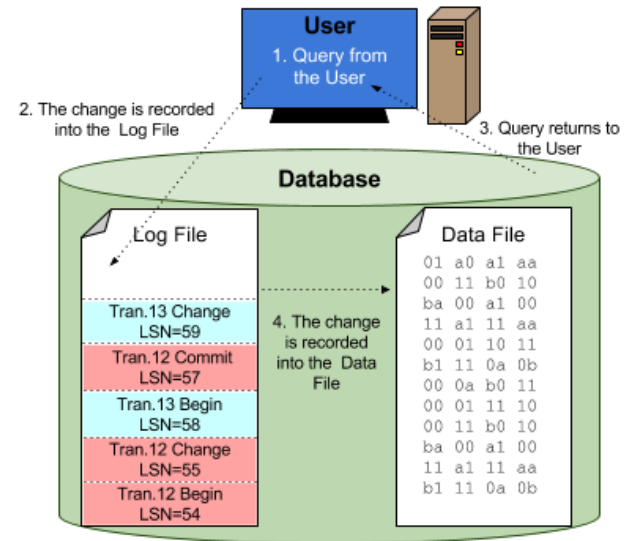 User
1. Query from
the User
2. The change is recorded
into the Log File
3. Query returns to
the User
Database
Log File
Tran.13 Change
LSN=59
Tran.12 Commit
LSN=57
Tran.13 Begin
LSN=58
Tran.12 Change
LSN=55
Tran.12 Begin
LSN=54
4. The change
is recorded
into the Data
File
Data File
01 a0 a1 aa
00 11 b0 10
ba 00 a1 00
11 a1 11 aa
00 01 10 11
b1 11 0a 0b
00 0a b0 11
00 01 11 10
00 11 b0 10
ba 00 a1 00
11 a1 11 aa
b1 11 0a 0b